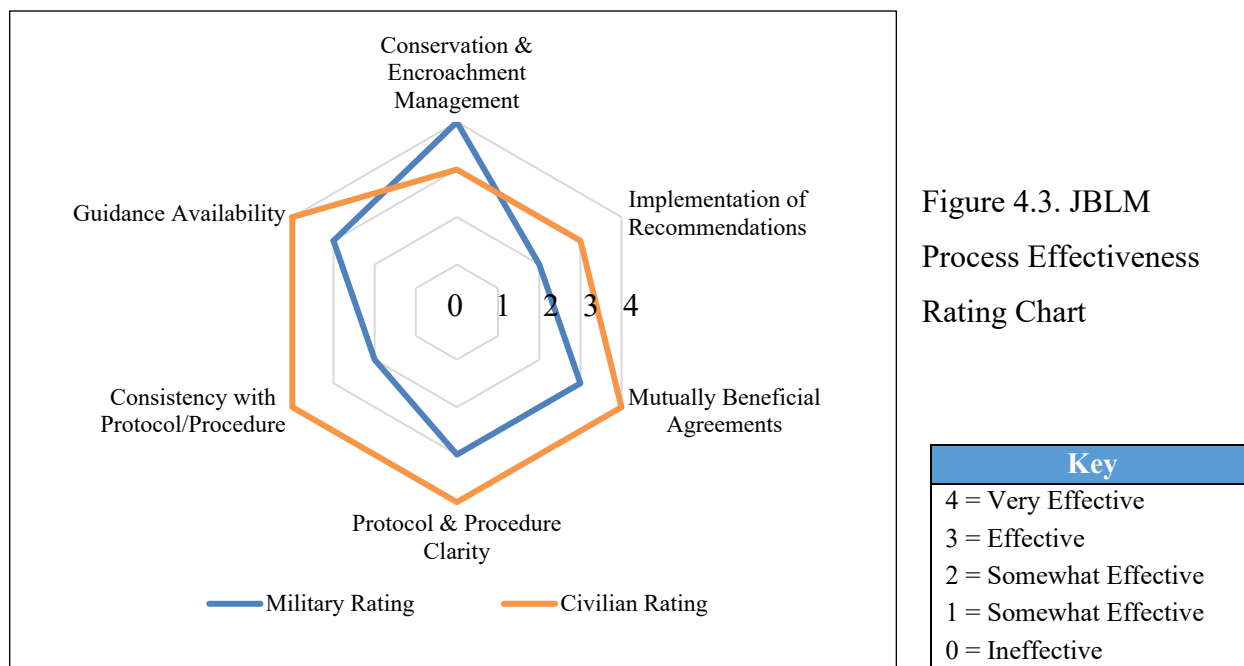 Conservation &
Encroachment
Management
Guidance Availability
Implementation of
Recommendations
0 1 2 3 4
Consistency with
Protocol/Procedure
Mutually Beneficial
Agreements
Protocol & Procedure
Clarity
Military Rating Civilian Rating
Figure 4.3. JBLM
Process Effectiveness
Rating Chart
Key
4 = Very Effective
3 = Effective
2 = Somewhat Effective
1 = Somewhat Effective
0 = Ineffective